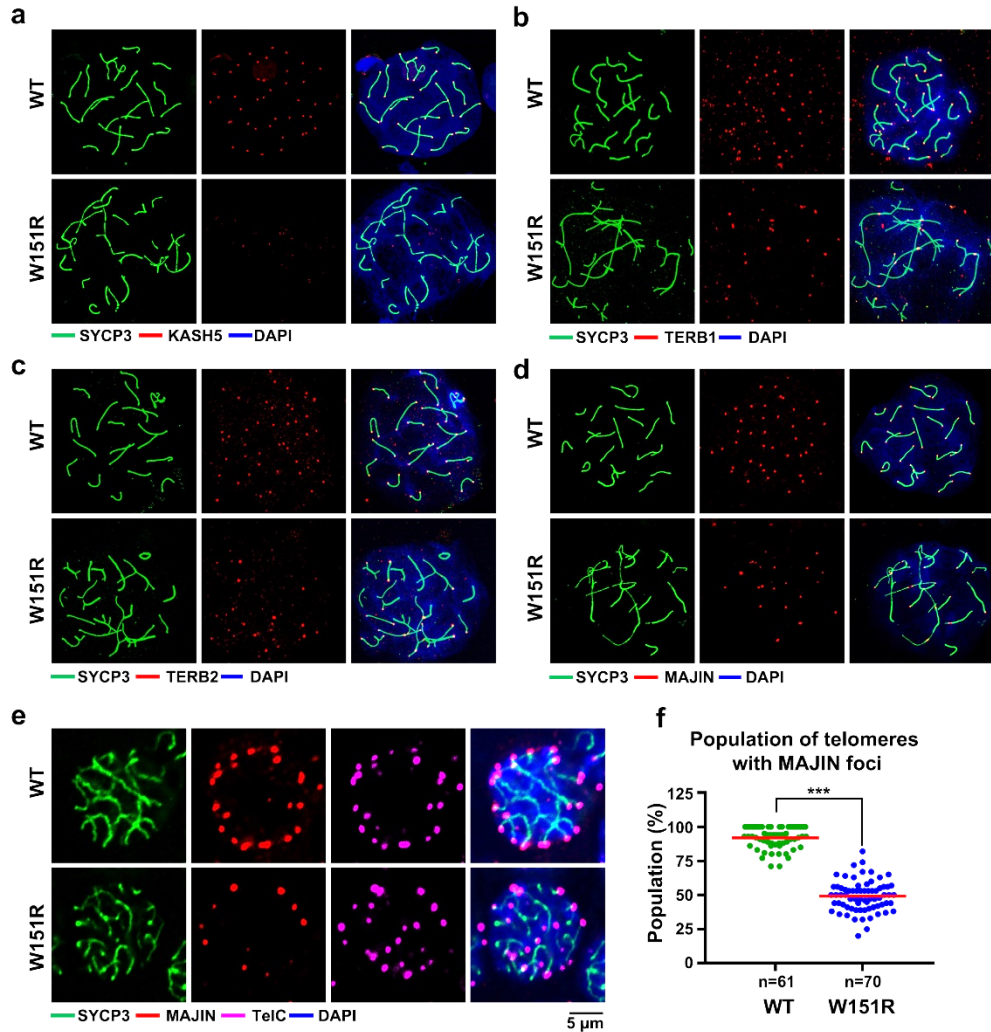 a
WT
W151R
SYCP3 KASH5 DAPI
b
WT
W151R
SYCP3 TERB1 DAPI
c
WT
W151R
SYCP3 TERB2 DAPI
d
WT
W151R
SYCP3 MAJIN DAPI
e
WT
W151R
SYCP3 MAJIN TelC DAPI
5 µm
f
Population of telomeres
with MAJIN foci
Population (%)
125
100
75
50
25
0
***
n=61 n=70
WT W151R